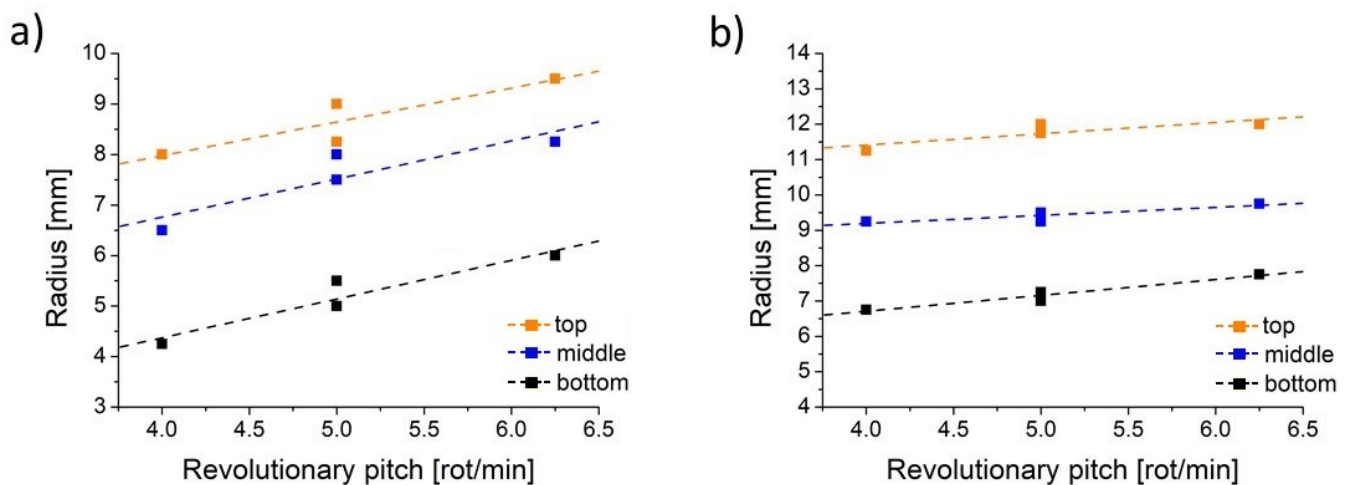 a)
10
9
8
7
6
5
4
3
Radius [mm]
4.0 4.5 5.0 5.5 6.0 6.5
Revolutionary pitch [rot/min]
top
middle
bottom
b)
14
13
12
11
10
9
8
7
6
5
4
Radius [mm]
4.0 4.5 5.0 5.5 6.0 6.5
Revolutionary pitch [rot/min]
top
middle
bottom